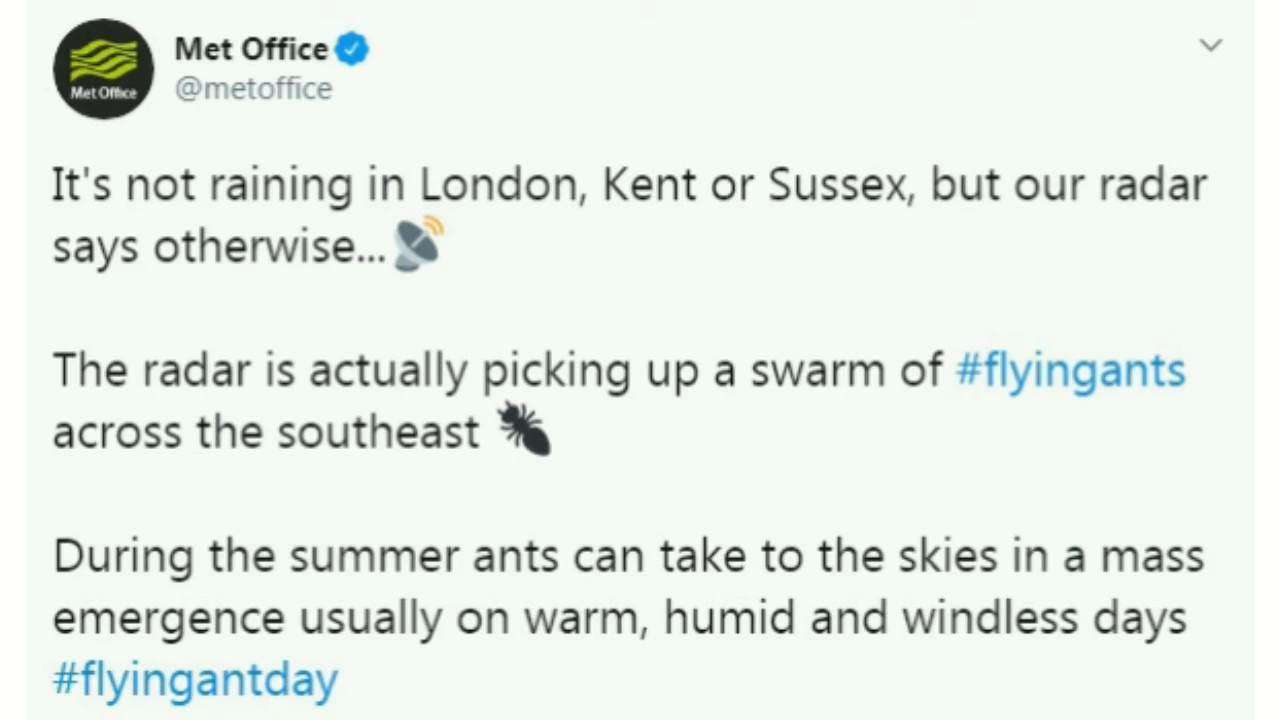 Met Office
Met Office
@metoffice
It's not raining in London, Kent or Sussex, but our radar
says otherwise...
The radar is actually picking up a swarm of #flyingants
across the southeast
During the summer ants can take to the skies in a mass
emergence usually on warm, humid and windless days
#flyingantday